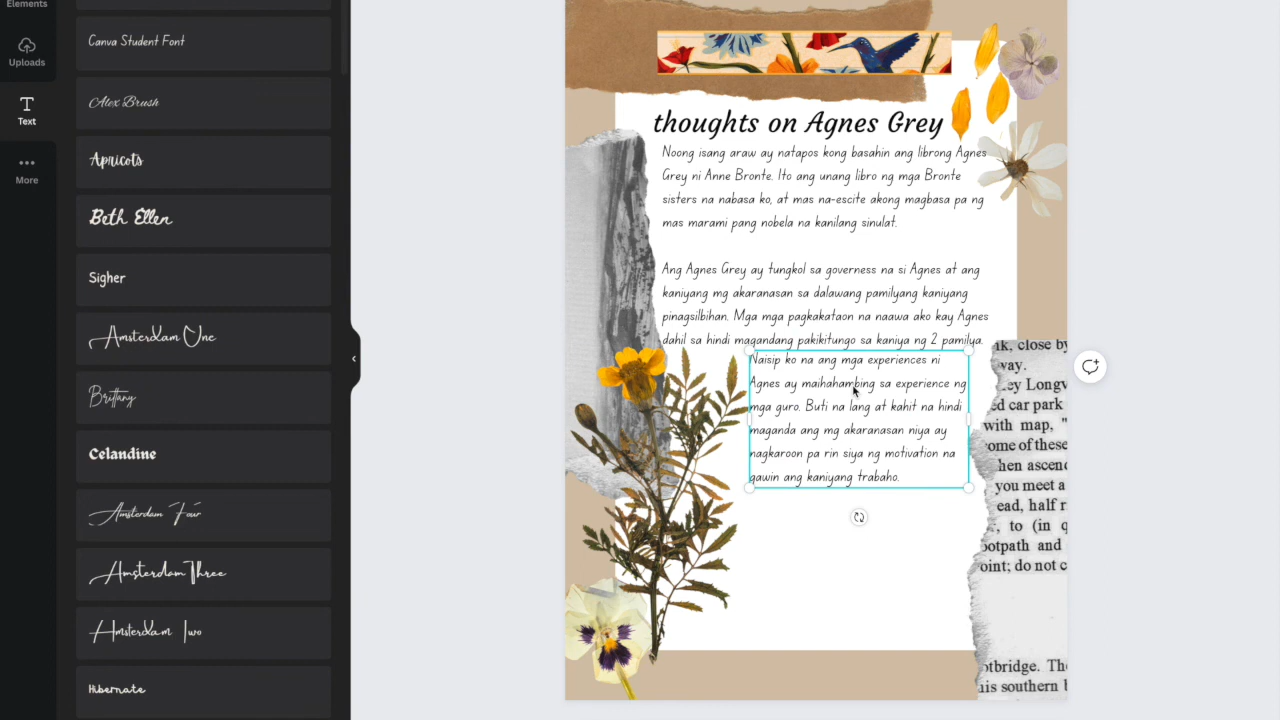 Elements
Uploads
Text
More
Canva Student Font
Alex Brush
Apricots
Beth Ellen
Sigher
Amsterdam One
Brittany
Celandine
Amsterdam Four
Amsterdam Three
Amsterdam Two
Hibernate
thoughts on Agnes Grey
Noong isang araw ay natapos kong basahin ang librong Agnes
Grey ni Anne Bronte. Ito ang unang libro ng mga Bronte
sisters na nabasa ko, at mas na-escite akong magbasa pa ng
mas marami pang nobela na kanilang sinulat.
Ang Agnes Grey ay tungkol sa governess na si Agnes at ang
kaniyang mg akaranasan sa dalawang pamilyang kaniyang
pinagsilbihan. Mga mga pagkakataon na naawa ako kay Agnes
dahil sa hindi magandang pakikitungo sa kaniya ng 2 pamilya.
Naisip ko na ang mga experiences ni
Agnes ay maihahambing sa experience ng
mga guro. Buti na lang at kahit na hindi
maganda ang mg akaranasan niya ay
nagkaroon pa rin siya ng motivation na
gawin ang kaniyang trabaho.
close by
way.
ey Longv
ed car park
with map, "
ome of these
hen ascend
you meet a
ead, half r
to (in
ootpath and
oint; do not c
otbridge. The
his southern